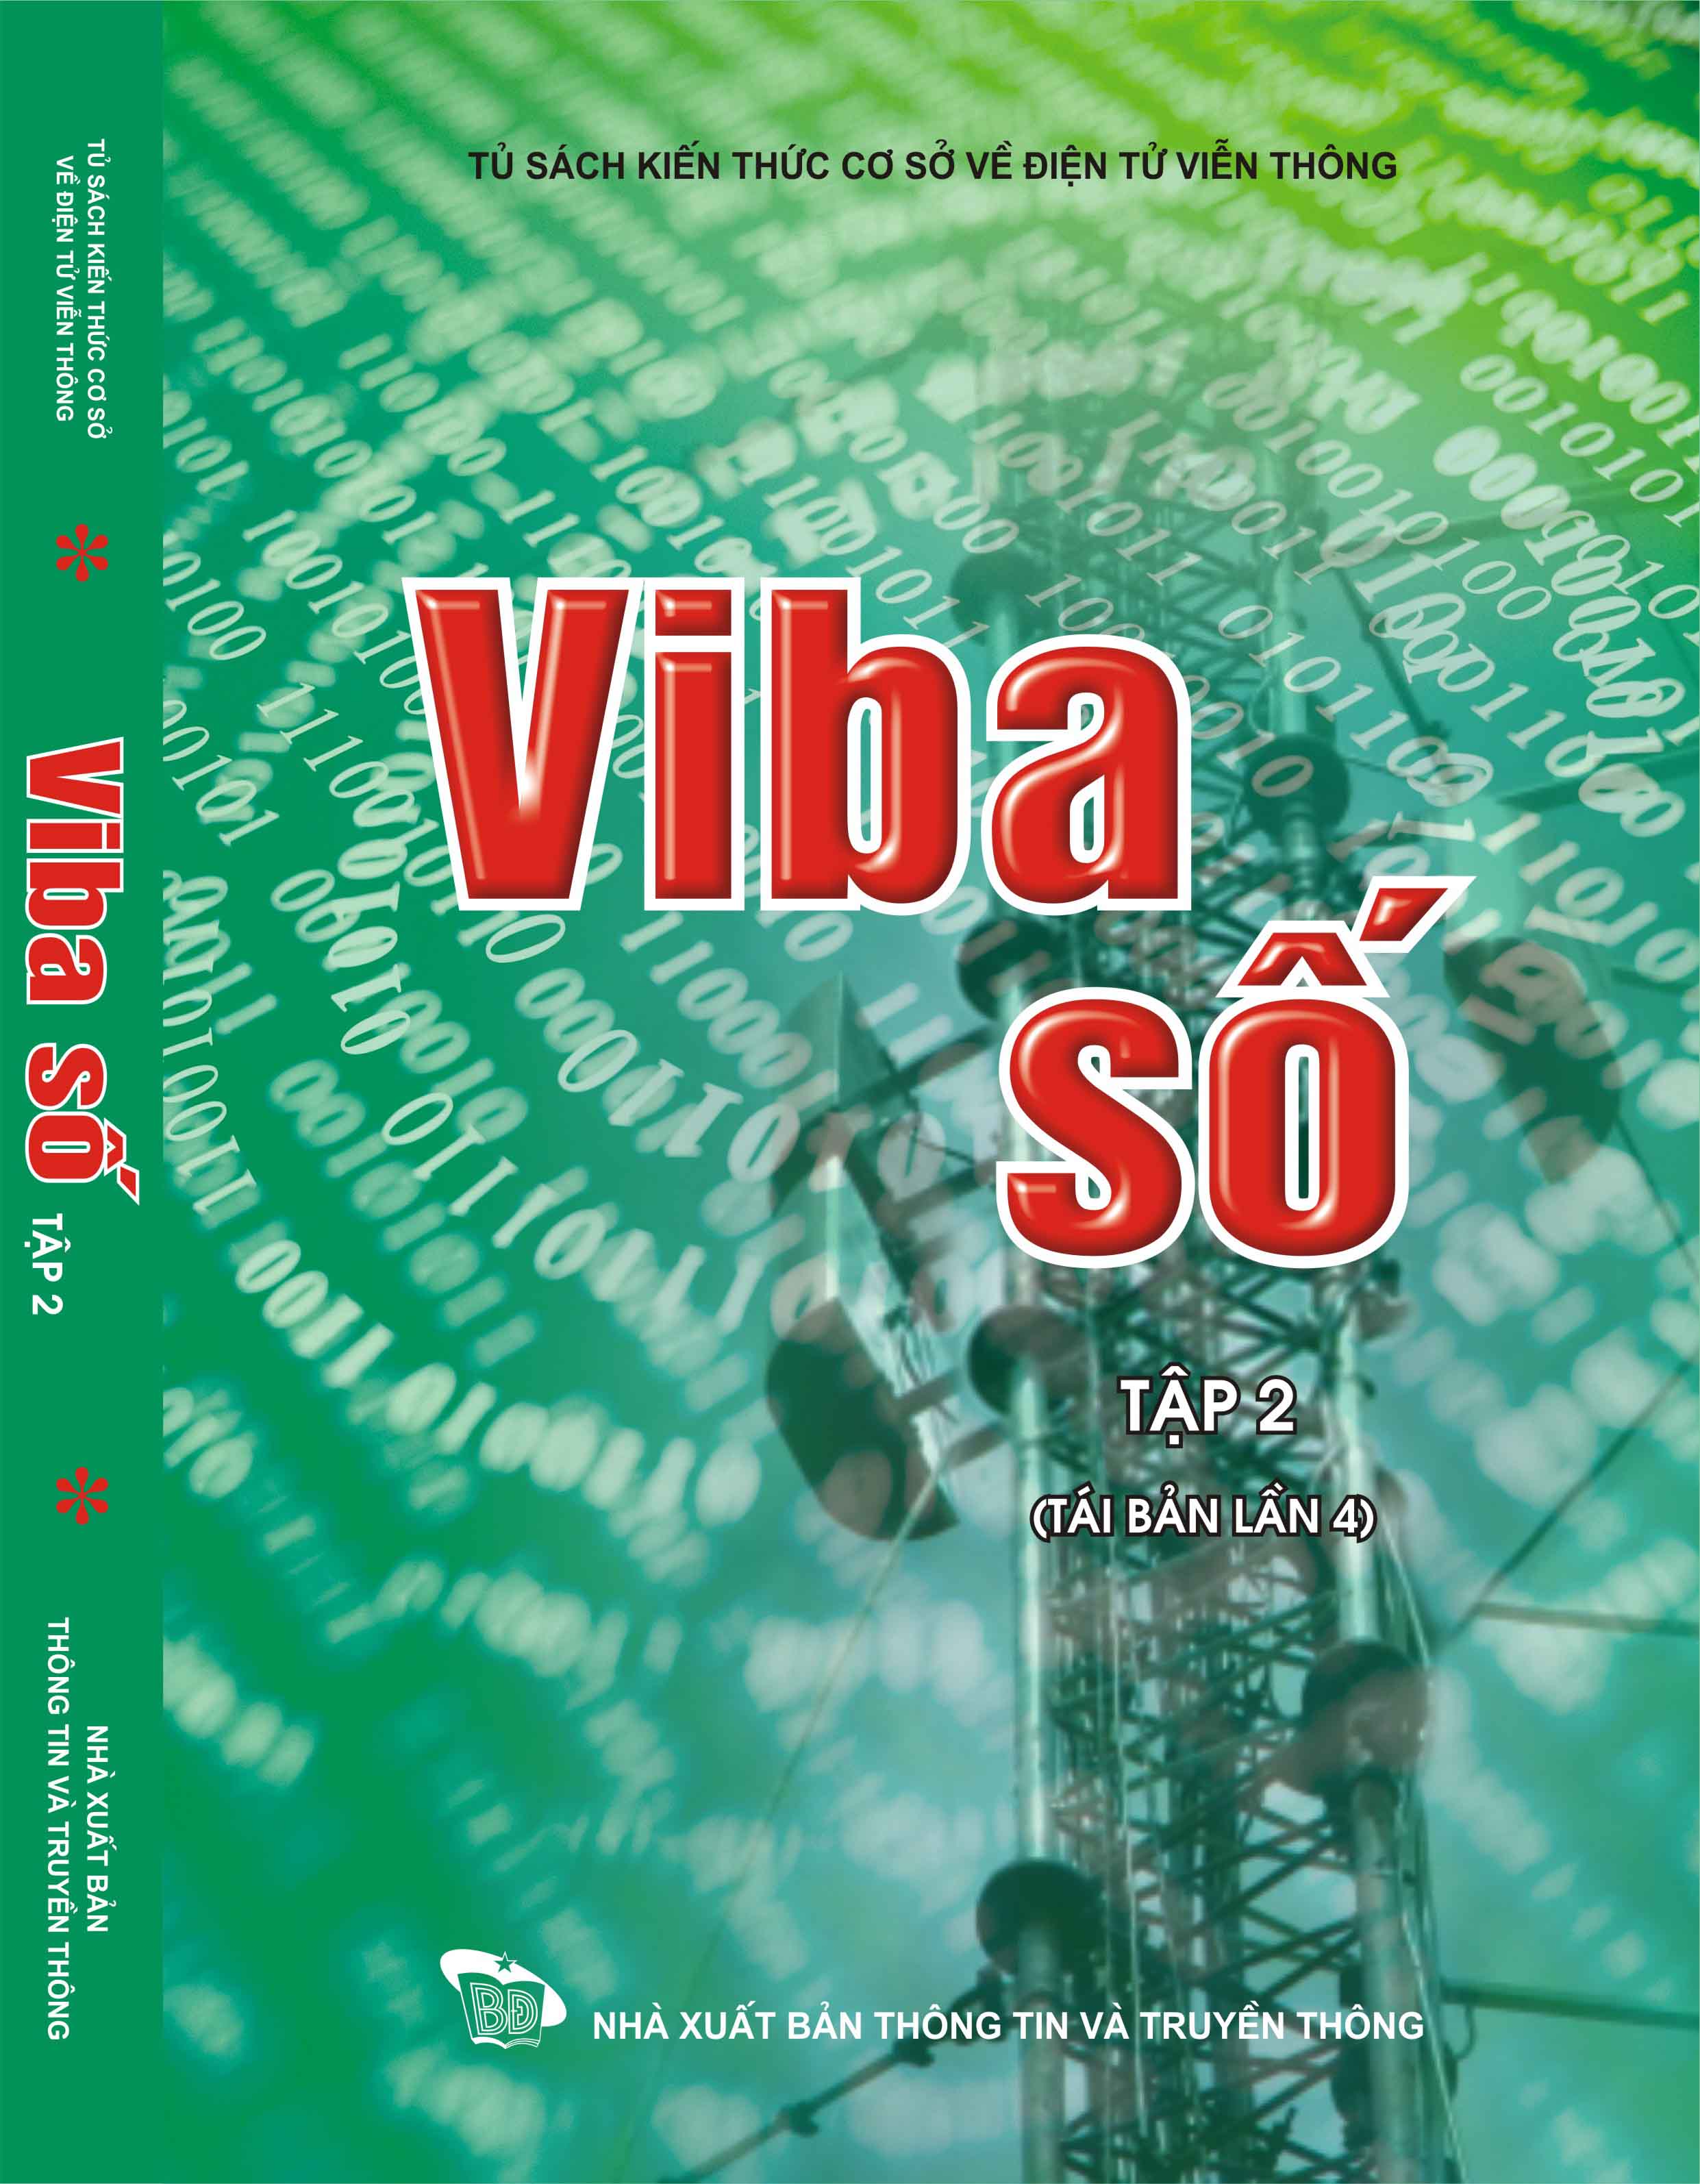 TỦ SÁCH KIẾN THỨC CƠ SỞ VỀ ĐIỆN TỬ VIỄN THÔNG
Viba
số
TẬP 2
(TÁI BẢN LẦN 4)
BĐ
NHÀ XUẤT BẢN THÔNG TIN VÀ TRUYỀN THÔNG
TỦ SÁCH KIẾN THỨC CƠ SỞ
VỀ ĐIỆN TỬ VIỄN THÔNG
*
Viba số TẬP 2
*
NHÀ XUẤT BẢN
THÔNG TIN VÀ TRUYỀN THÔNG